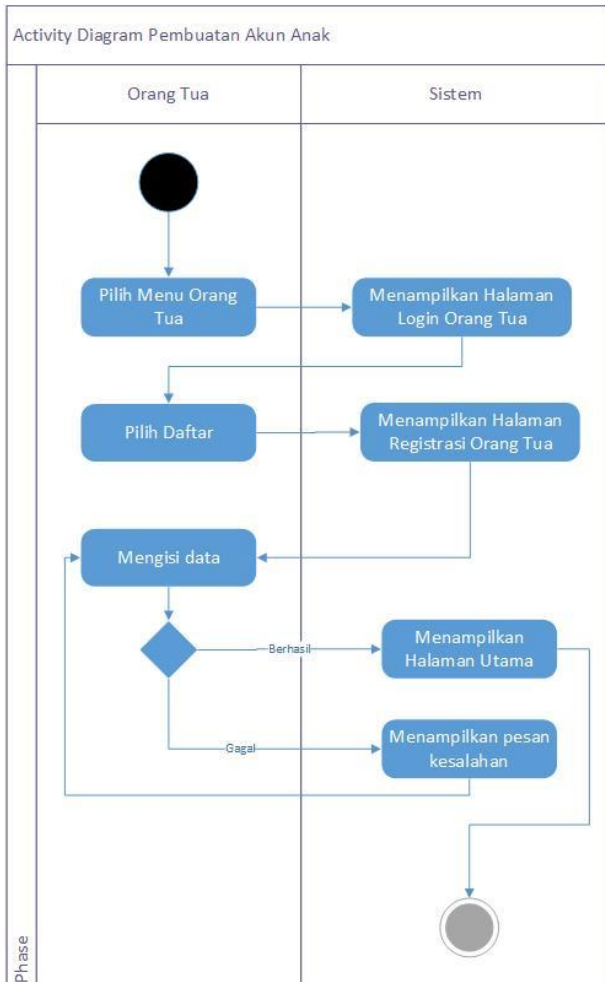 Activity Diagram Pembuatan Akun Anak
Orang Tua
Sistem
Pilih Menu Orang
Tua
Menampilkan Halaman
Login Orang Tua
Pilih Daftar
Menampilkan Halaman
Registrasi Orang Tua
Mengisi data
Berhasil
Menampilkan
Halaman Utama
Gagal
Menampilkan pesan
kesalahan
Phase